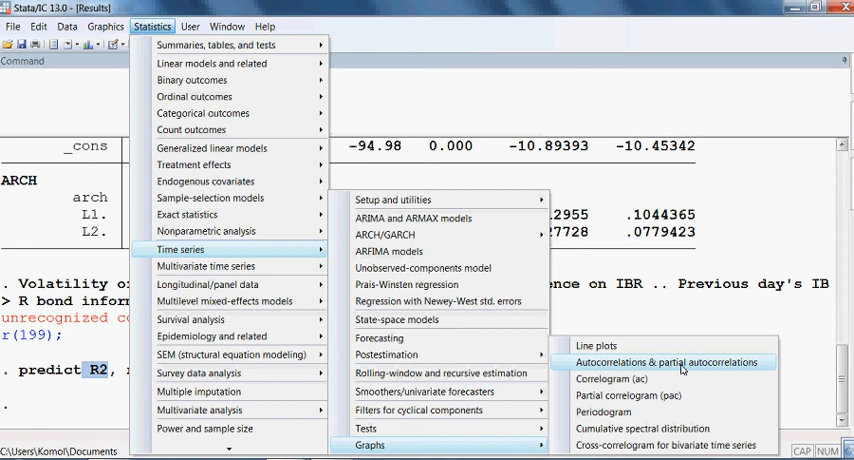 Stata/IC 13.0 - [Results]
File Edit Data Graphics Statistics User Window Help
Command
Summaries, tables, and tests
Linear models and related
Binary outcomes
Ordinal outcomes
Categorical outcomes
Count outcomes
Generalized linear models
Treatment effects
Endogenous covariates
Sample-selection models
Exact statistics
Nonparametric analysis
Time series
Multivariate time series
Longitudinal/panel data
Multilevel mixed-effects models
Survival analysis
Epidemiology and related
SEM (structural equation modeling)
Survey data analysis
Multiple imputation
Multivariate analysis
Power and sample size
Setup and utilities
ARIMA and ARMAX models
ARCH/GARCH
ARFIMA models
Unobserved-components model
Prais-Winsten regression
Regression with Newey-West std. errors
State-space models
Forecasting
Postestimation
Rolling-window and recursive estimation
Smoothers/univariate forecasters
Filters for cyclical components
Tests
Graphs
Line plots
Autocorrelations & partial autocorrelations
Correlogram (ac)
Partial correlogram (pac)
Periodogram
Cumulative spectral distribution
Cross-correlogram for bivariate time series
_cons -94.98 0.000 -10.89393 -10.45342
ARCH
arch
L1. .2955 .1044365
L2. 27728 .0779423
. Volatility o ence on IBR .. Previous day's IB
> R bond infor
unrecognized co
r(199);
. predict R2,
.
C:\Users\Komol\Documents
CAP NUM